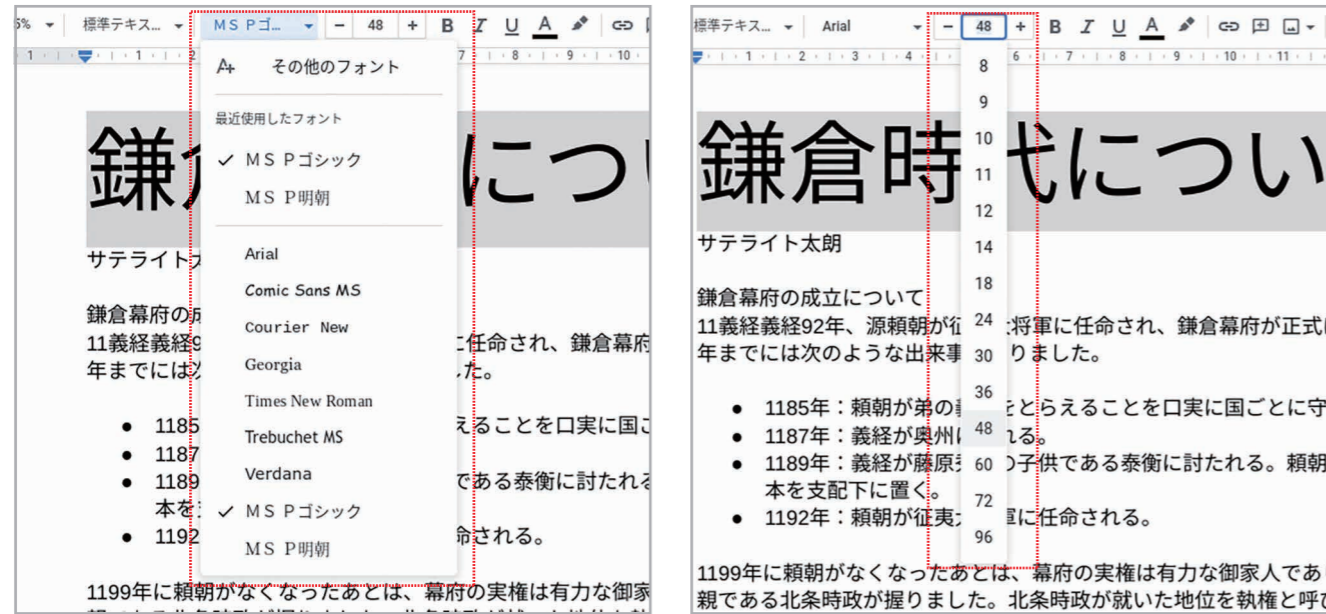 5% 標準テキス... MS Pゴ... − 48 + B I U A
1 1 2 7 8 9 10
その他のフォント
最近使用したフォント
MS Pゴシック
MS P明朝
Arial
Comic Sans MS
Courier New
Georgia
Times New Roman
Trebuchet MS
Verdana
MS Pゴシック
MS P明朝
鎌 につ
サテライト
鎌倉幕府の
11義経義経 に任命され、鎌倉幕府
年までには した。
1185 えることを口実に国
1187
1189 である泰衡に討たれ
本を
1192 命される。
1199年に頼朝がなくなったあとは、幕府の実権は有力な御家
標準テキス... Arial − 48 + B I U A
1 2 3 4 6 7 8 9 10 11
8
9
10
11
12
14
18
24
30
36
48
60
72
96
鎌倉時代につい
サテライト太朗
鎌倉幕府の成立について
11義経義経92年、源頼朝が征 将軍に任命され、鎌倉幕府が正式
年までには次のような出来事 りました。
1185年：頼朝が弟の をとらえることを口実に国ごとに守
1187年：義経が奥州 れる。
1189年：義経が藤原 の子供である泰衡に討たれる。頼朝
本を支配下に置く。
1192年：頼朝が征夷 軍に任命される。
1199年に頼朝がなくなったあとは、幕府の実権は有力な御家人であ
親である北条時政が握りました。北条時政が就いた地位を執権と呼